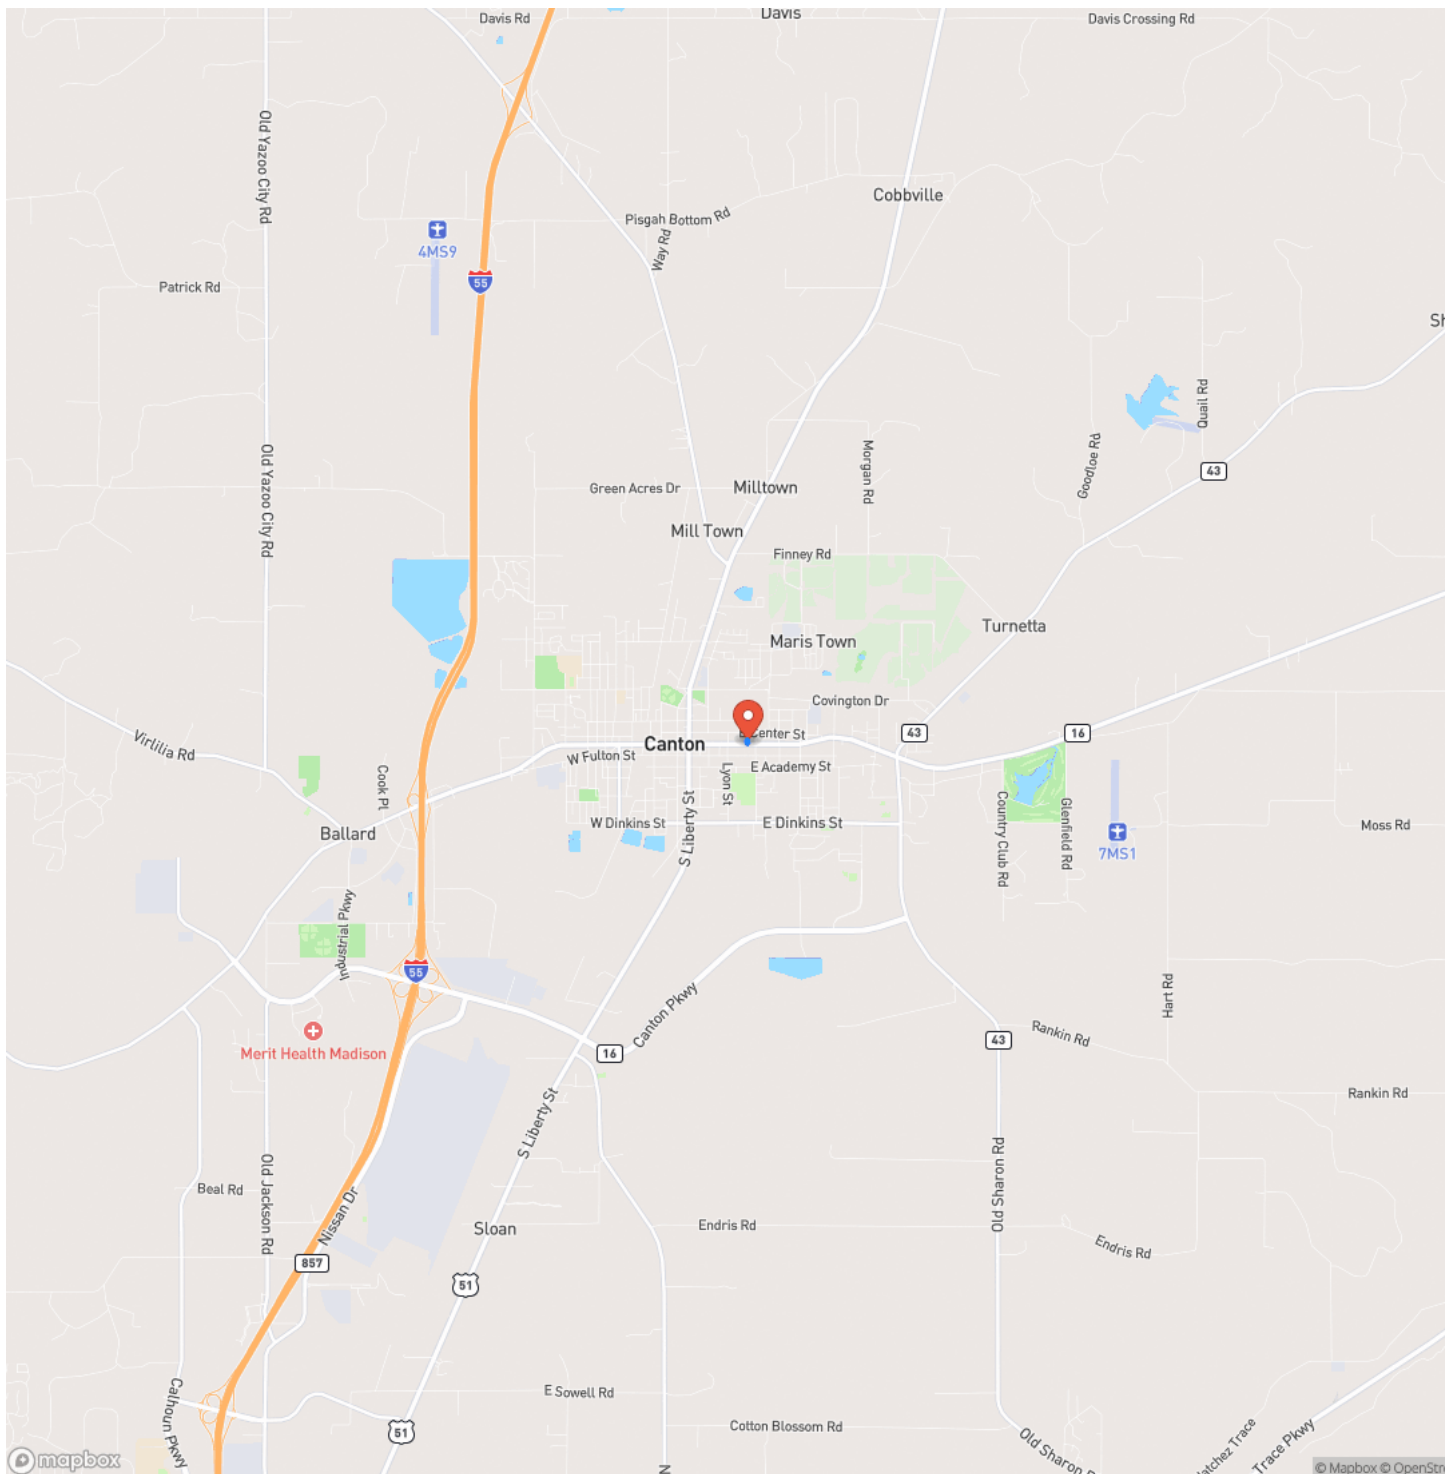 Davis Rd
Davis
Davis Crossing Rd
Old Yazoo City Rd
Cobbville
Pisgah Bottom Rd
Way Rd
4MS9
55
Patrick Rd
Sh
Quail Rd
Goodloe Rd
Morgan Rd
43
Old Yazoo City Rd
Green Acres Dr
Milltown
Mill Town
Finney Rd
Turnetta
Maris Town
Covington Dr
Virlilia Rd
E Center St
43
16
Canton
W Fulton St
E Academy St
Cook Pl
Lyon St
Country Club Rd
Glenfield Rd
W Dinkins St
E Dinkins St
Moss Rd
Ballard
S Liberty St
7MS1
Industrial Pkwy
55
Canton Pkwy
Hart Rd
Merit Health Madison
16
43
Rankin Rd
Rankin Rd
S Liberty St
Old Jackson Rd
Old Sharon Rd
Beal Rd
Nissan Dr
Sloan
Endris Rd
Endris Rd
857
51
Calhoun Pkwy
E Sowell Rd
51
Cotton Blossom Rd
Old Sharon R
atchez Trace
Trace Pkwy
N
mapbox
© Mapbox © OpenStre